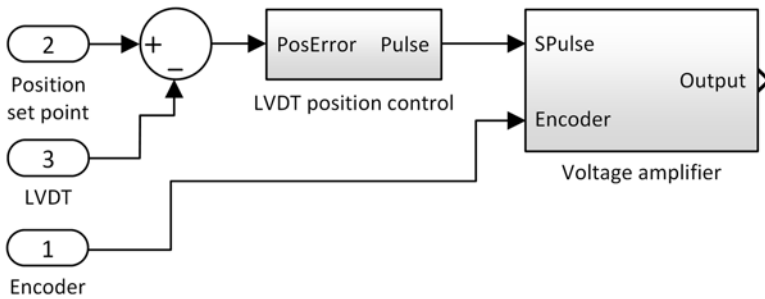 2
Position
set point
+
−
PosError Pulse
LVDT position control
SPulse
Encoder
Output
Voltage amplifier
3
LVDT
1
Encoder